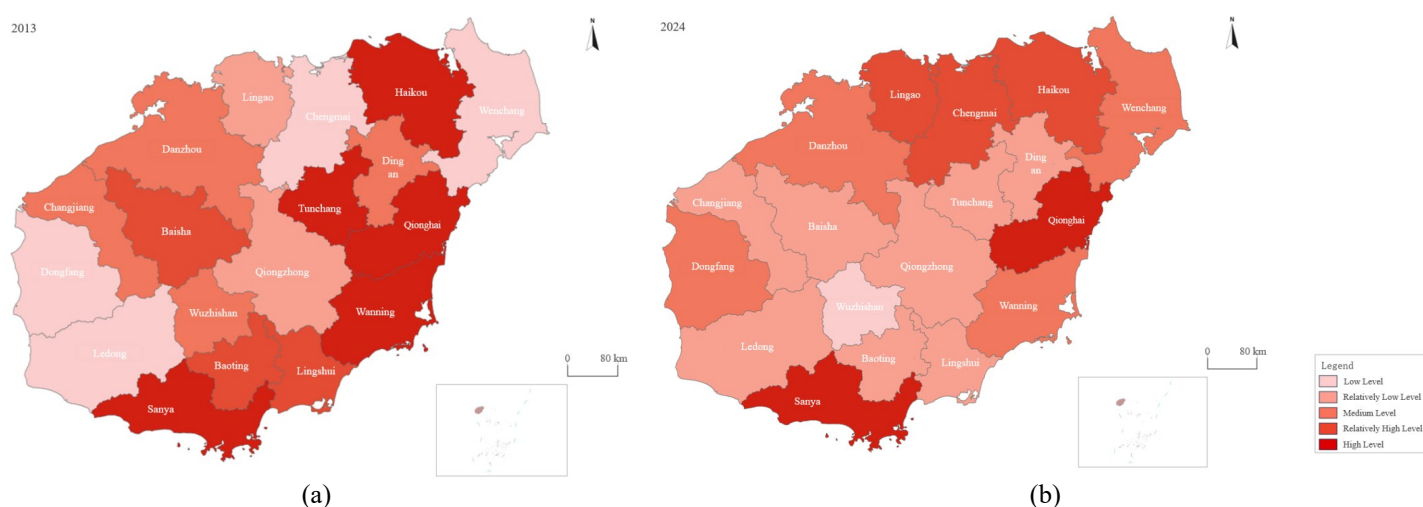 2013
N
Haikou
Lingao
Chengmai
Wenchang
Danzhou
Ding
an
Changjiang
Tunchang
Qionghai
Baisha
Dongfang
Qiongzhong
Wuzhishan
Wanning
Ledong
Baoting
Lingshui
Sanya
0 80 km
(a)
2024
N
Lingao
Haikou
Chengmai
Wenchang
Danzhou
Ding
an
Changjiang
Tunchang
Qionghai
Baisha
Dongfang
Qiongzhong
Wuzhishan
Wanning
Ledong
Baoting
Lingshui
Sanya
0 80 km
(b)
Legend
Low Level
Relatively Low Level
Medium Level
Relatively High Level
High Level